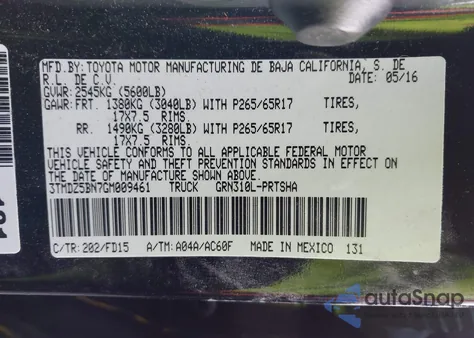 MFD.BY: TOYOTA MOTOR MANUFACTURING DE BAJA CALIFORNIA, S. DE
R.L. DE C.V. DATE: 05/16
GVWR: 2545KG (5600LB)
GAWR: FRT. 1380KG (3040LB) WITH P265/65R17 TIRES,
17X7.5 RIMS.
RR. 1490KG (3280LB) WITH P265/65R17 TIRES,
17X7.5 RIMS.
THIS VEHICLE CONFORMS TO ALL APPLICABLE FEDERAL MOTOR
VEHICLE SAFETY AND THEFT PREVENTION STANDARDS IN EFFECT
ON THE DATE OF MANUFACTURE SHOWN ABOVE.
3TMDZ5BN7GM009461 TRUCK GRN310L-PRTSHA
C/TR: 202/FD15 A/TM: A04A/AC60F MADE IN MEXICO 131
autoSnap